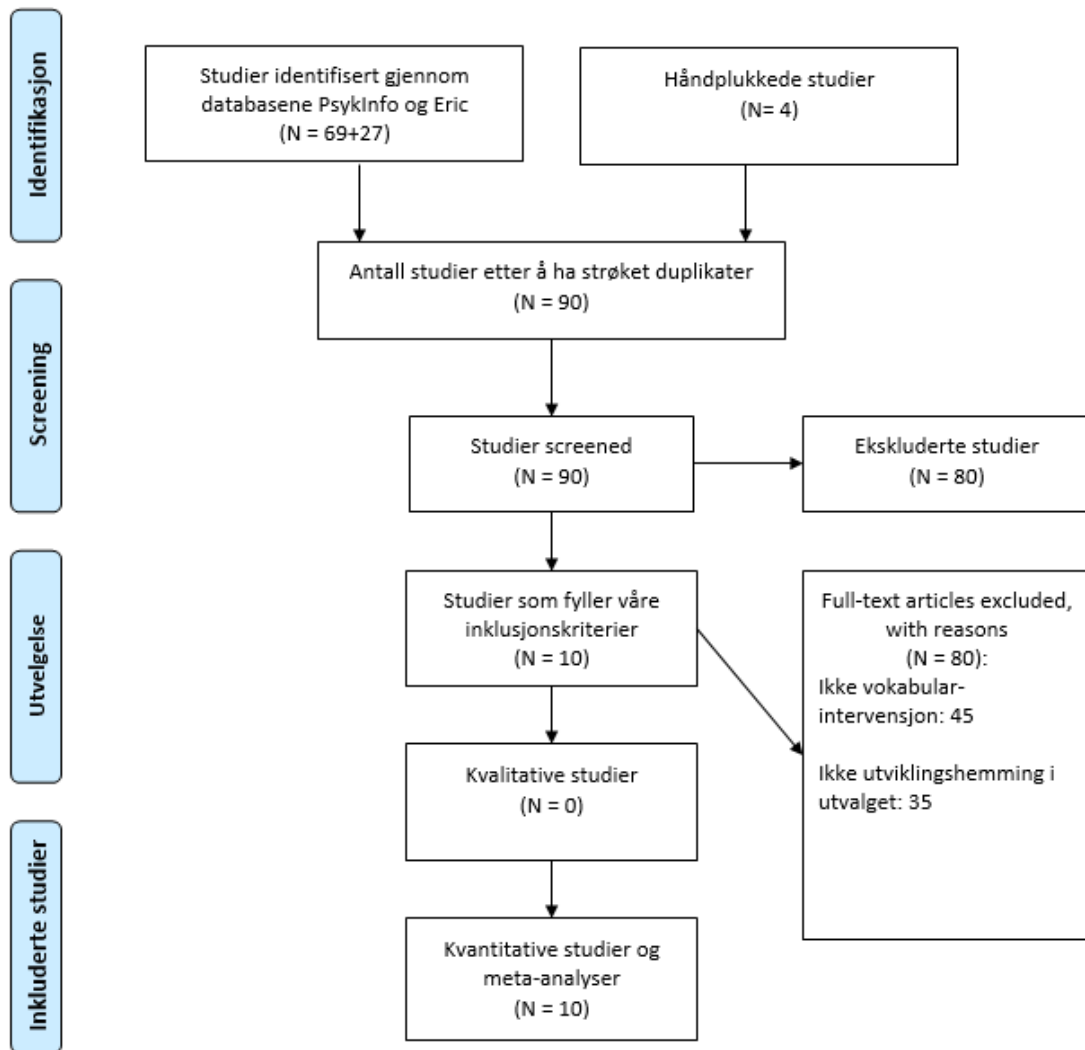 Identifikasjon
Studier identifisert gjennom
databasene PsykInfo og Eric
(N = 69+27)
Håndplukkede studier
(N= 4)
Antall studier etter å ha strøket duplikater
(N = 90)
Screening
Studier screened
(N = 90)
Ekskluderte studier
(N = 80)
Utvelgelse
Studier som fyller våre
inklusjonskriterier
(N = 10)
Full-text articles excluded,
with reasons
(N = 80):
Ikke vokabular-
intervensjon: 45
Ikke utviklingshemming i
utvalget: 35
Kvalitative studier
(N = 0)
Inkluderte studier
Kvantitative studier og
meta-analyser
(N = 10)